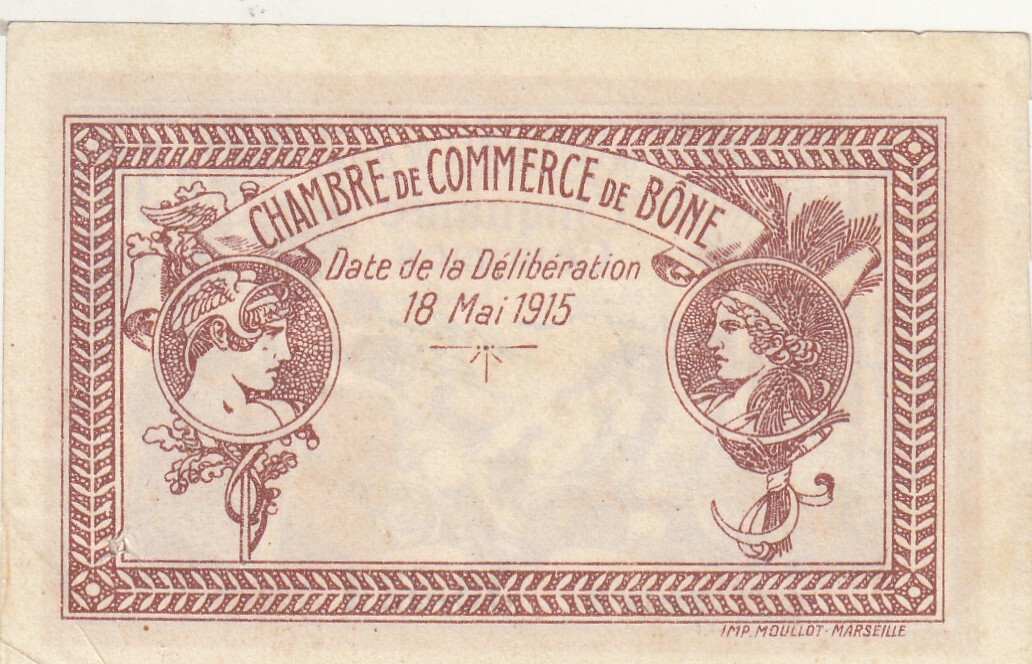 CHAMBRE DE COMMERCE DE BÔNE
Date de la Délibération
18 Mai 1915
IMP. MOULLOT - MARSEILLE